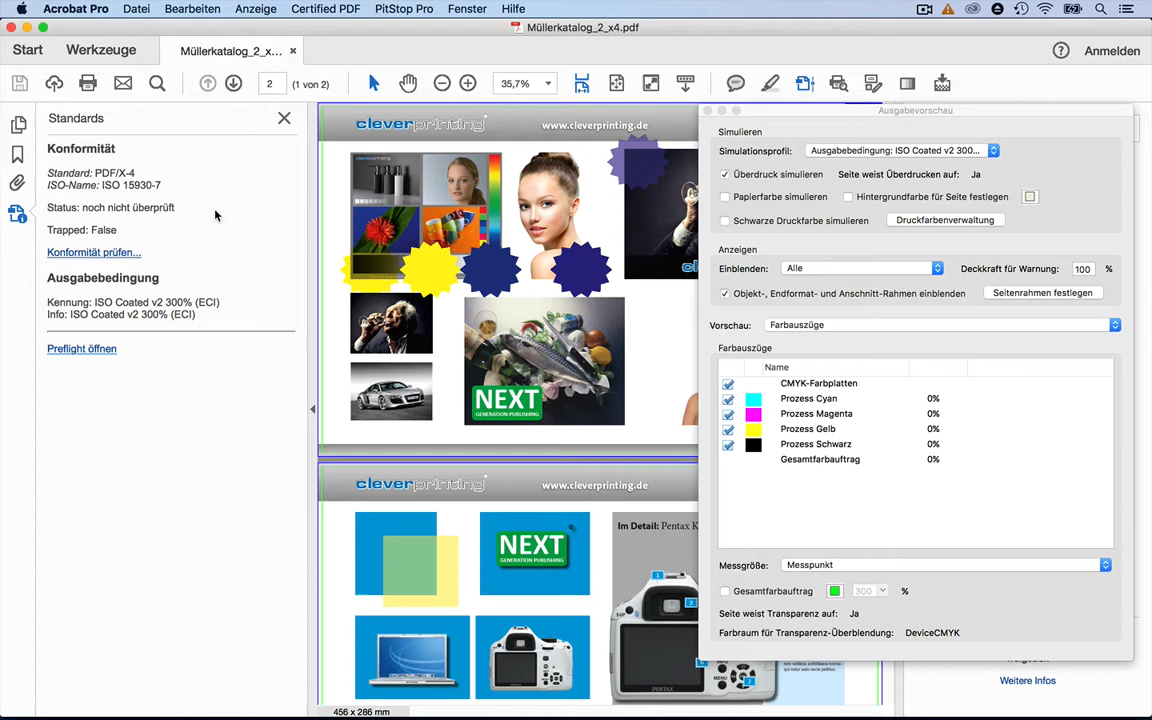 Acrobat Pro Datei Bearbeiten Anzeige Certified PDF PitStop Pro Fenster Hilfe
Müllerkatalog_2_x4.pdf
Start Werkzeuge Müllerkatalog_2_x... × Anmelden
2 (1 von 2) 35,7%
Standards
Konformität
Standard: PDF/X-4
ISO-Name: ISO 15930-7
Status: noch nicht überprüft
Trapped: False
Konformität prüfen...
Ausgabebedingung
Kennung: ISO Coated v2 300% (ECI)
Info: ISO Coated v2 300% (ECI)
Preflight öffnen
cleverprinting www.cleverprinting.de
cleverprinting
NEXT
GENERATION PUBLISHING
cleverprinting www.cleverprinting.de
NEXT
GENERATION PUBLISHING
Im Detail: Pentax K
1
2
MENU
7
PENTAX
456 x 286 mm
Ausgabevorschau
Simulieren
Simulationsprofil: Ausgabebedingung: ISO Coated v2 300...
Überdruck simulieren Seite weist Überdrucken auf: Ja
Papierfarbe simulieren Hintergrundfarbe für Seite festlegen
Schwarze Druckfarbe simulieren Druckfarbenverwaltung
Anzeigen
Einblenden: Alle Deckkraft für Warnung: 100 %
Objekt-, Endformat- und Anschnitt-Rahmen einblenden Seitenrahmen festlegen
Vorschau: Farbauszüge
Farbauszüge
Name
CMYK-Farbplatten
Prozess Cyan 0%
Prozess Magenta 0%
Prozess Gelb 0%
Prozess Schwarz 0%
Gesamtfarbauftrag 0%
Messgröße: Messpunkt
Gesamtfarbauftrag 300 %
Seite weist Transparenz auf: Ja
Farbraum für Transparenz-Überblendung: DeviceCMYK
Weitere Infos